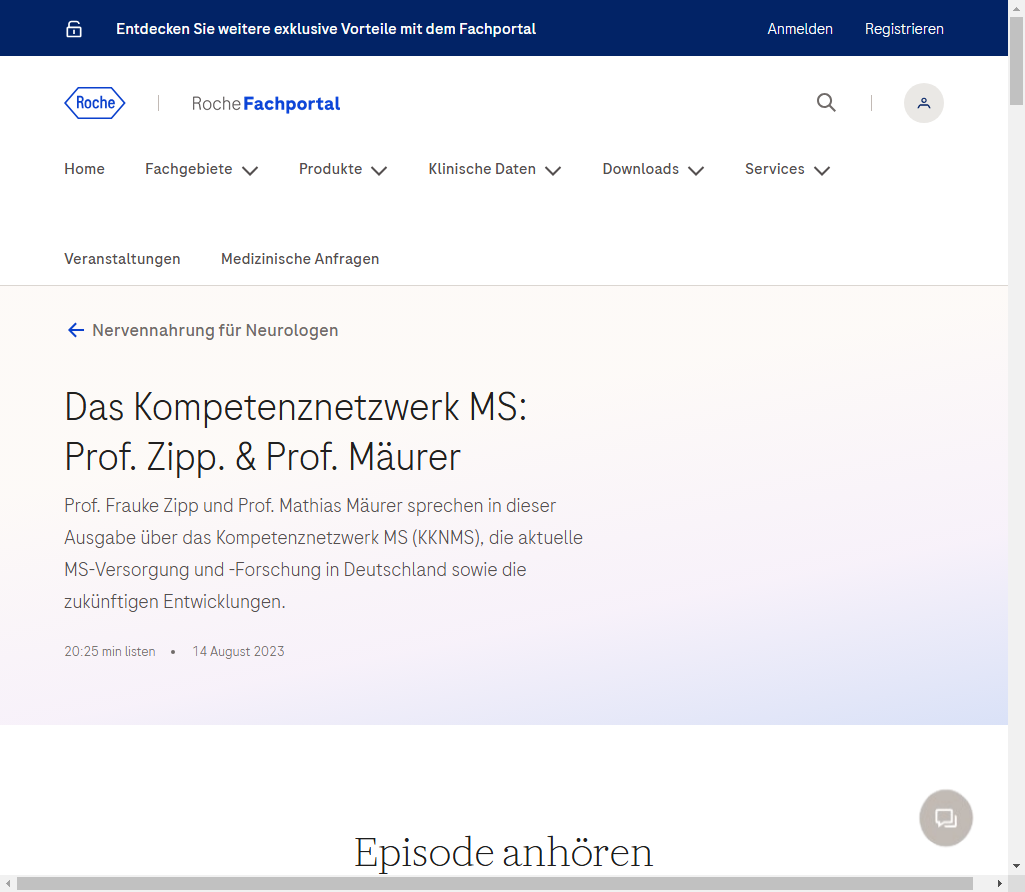 Entdecken Sie weitere exklusive Vorteile mit dem Fachportal
Anmelden
Registrieren
Roche
Roche Fachportal
Home
Fachgebiete
Produkte
Klinische Daten
Downloads
Services
Veranstaltungen
Medizinische Anfragen
Nervennahrung für Neurologen
Das Kompetenznetzwerk MS:
Prof. Zipp. & Prof. Mäurer
Prof. Frauke Zipp und Prof. Mathias Mäurer sprechen in dieser
Ausgabe über das Kompetenznetzwerk MS (KKNMS), die aktuelle
MS-Versorgung und -Forschung in Deutschland sowie die
zukünftigen Entwicklungen.
20:25 min listen • 14 August 2023
Episode anhören